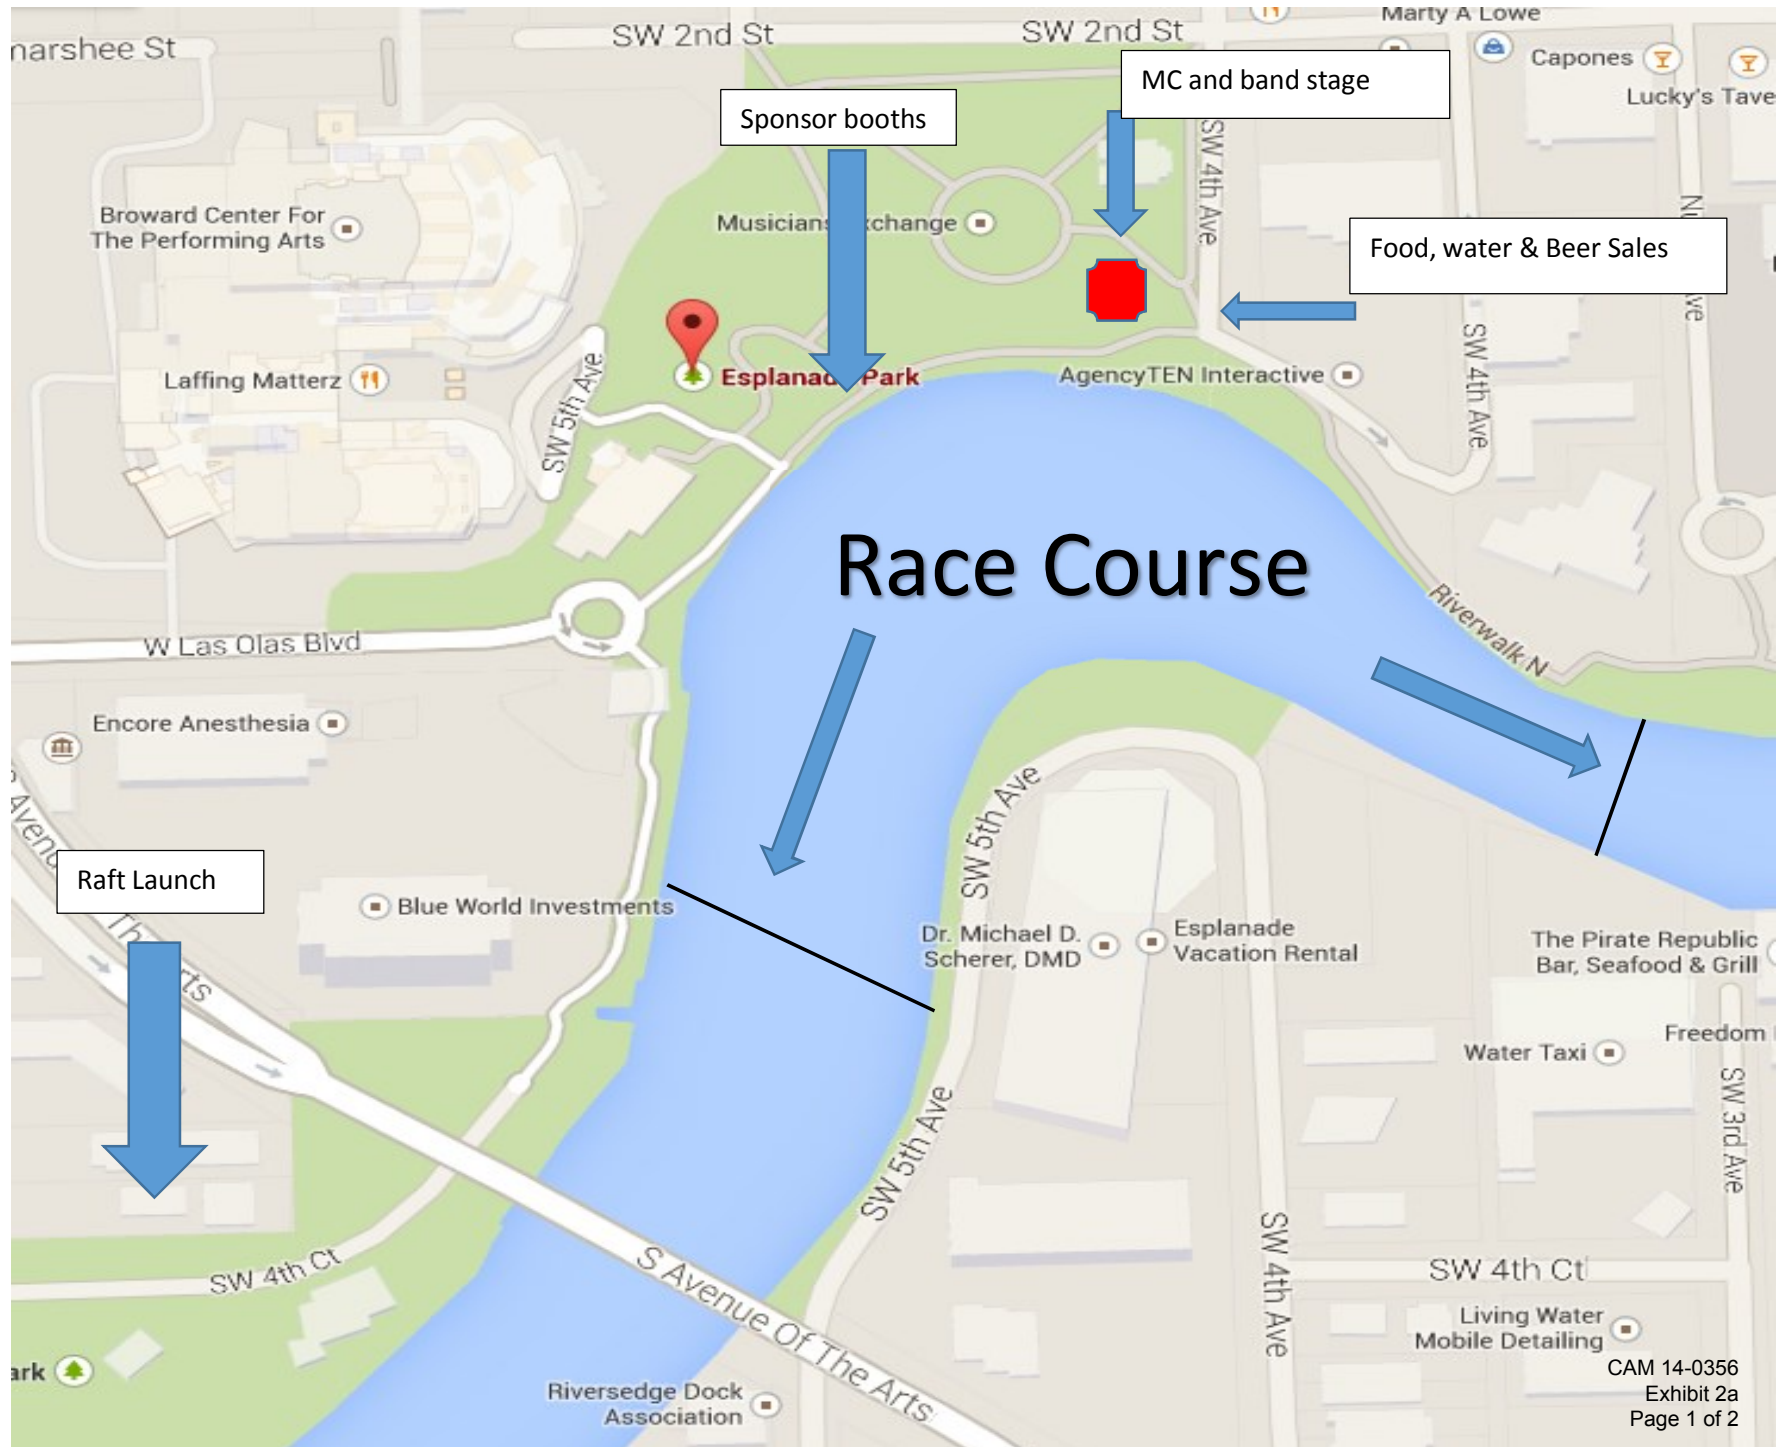 marshee St
SW 2nd St
SW 2nd St
Marty A Lowe
MC and band stage
Capones
Lucky's Tave
Sponsor booths
SW 4th Ave
Broward Center For
The Performing Arts
Musicians
change
Food, water & Beer Sales
SW 4th Ave
Laffing Matterz
Esplanade Park
AgencyTEN Interactive
SW 5th Ave
Race Course
Riverwalk N
W Las Olas Blvd
Encore Anesthesia
SW 5th Ave
Raft Launch
Blue World Investments
Dr. Michael D.
Scherer, DMD
Esplanade
Vacation Rental
The Pirate Republic
Bar, Seafood & Grill
Freedom
Water Taxi
SW 3rd Ave
SW 5th Ave
SW 4th Ct
S Avenue Of The Arts
SW 4th Ave
SW 4th Ct
Living Water
Mobile Detailing
ark
Riversedge Dock
Association
CAM 14-0356
Exhibit 2a
Page 1 of 2